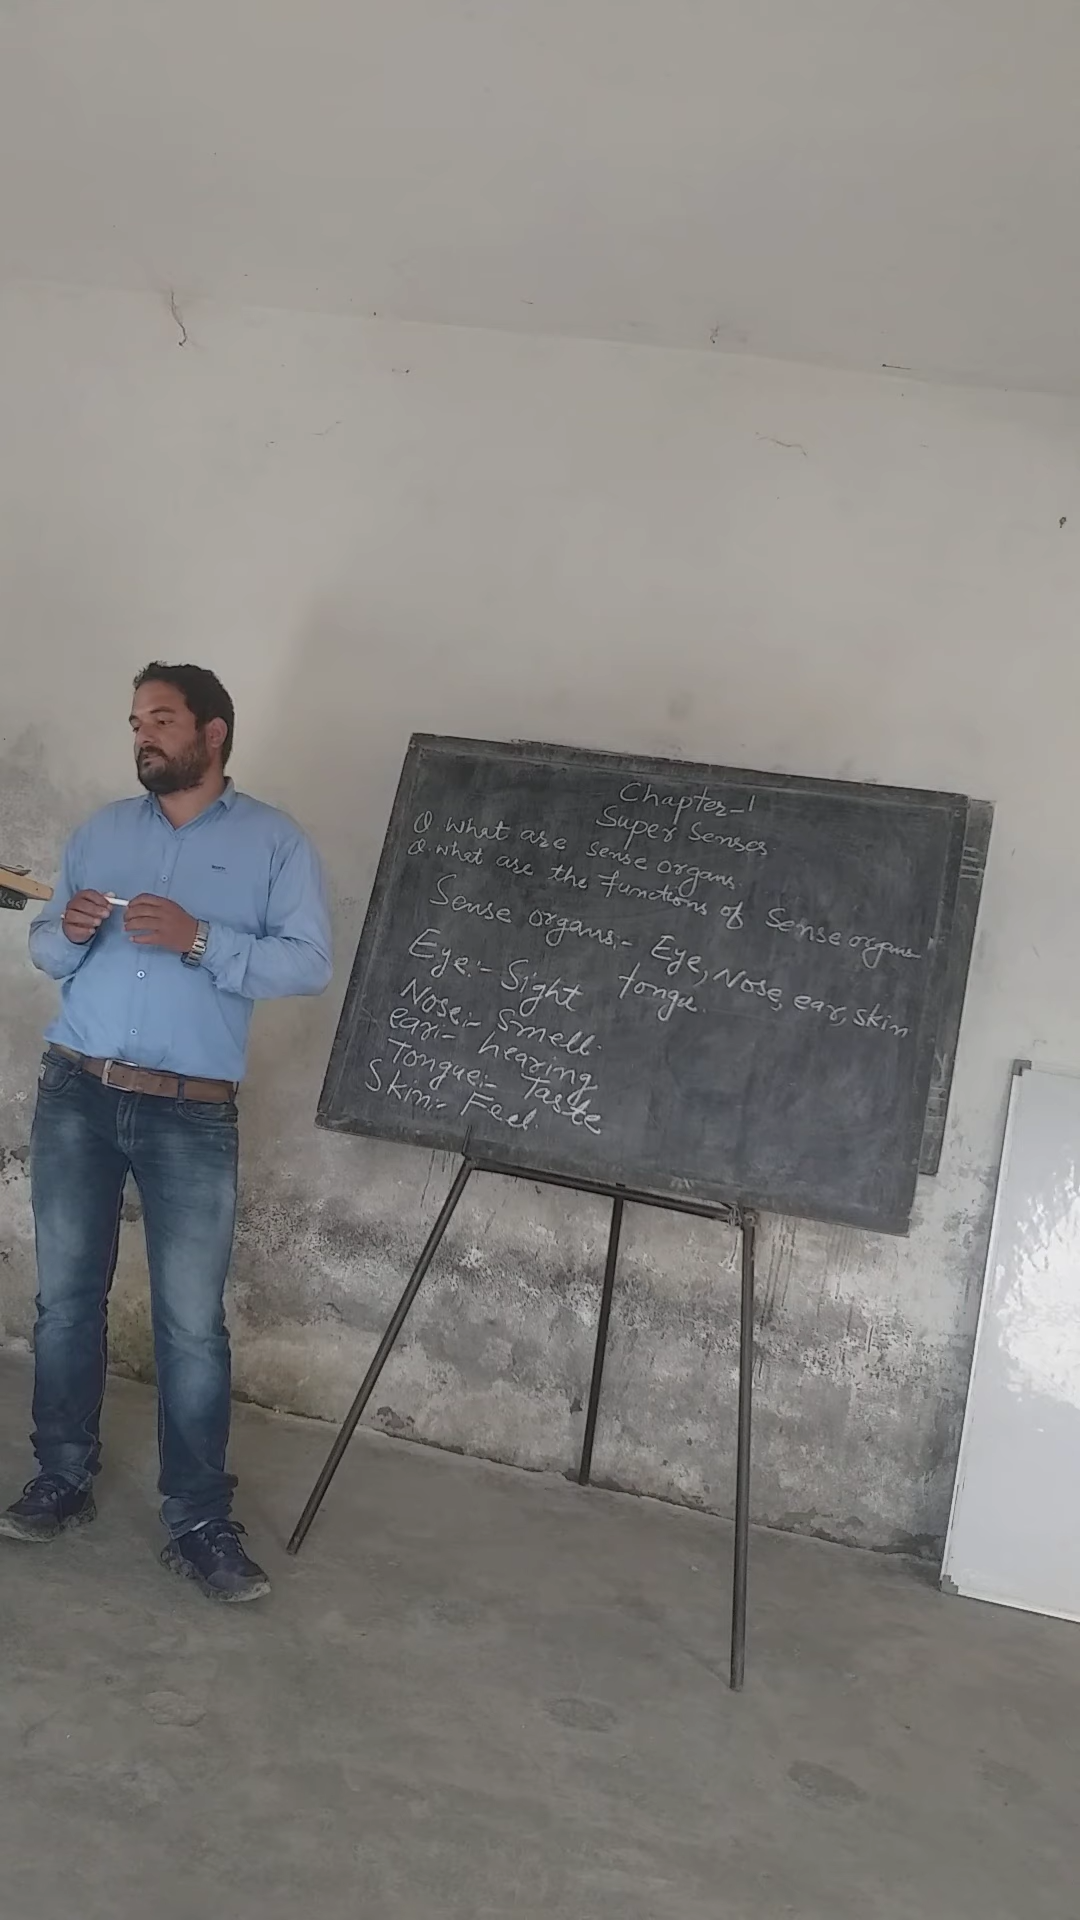 Chapter-1
Super Senses
Q. What are sense organs.
Q. What are the functions of Sense organs
Sense organs:- Eye, Nose, ear, skin
tongue.
Eye:- Sight
Nose:- Smell.
ear:- hearing
Tongue:- Taste
Skin:- Feel.